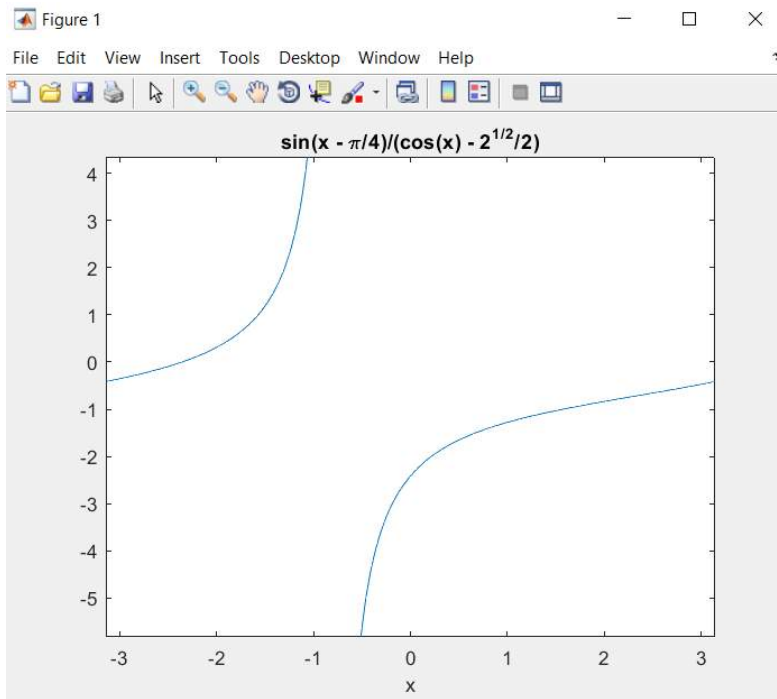 Figure 1
File Edit View Insert Tools Desktop Window Help
sin(x - π/4)/(cos(x) - 2^{1/2}/2)
4
3
2
1
0
-1
-2
-3
-4
-5
-3 -2 -1 0 1 2 3
x